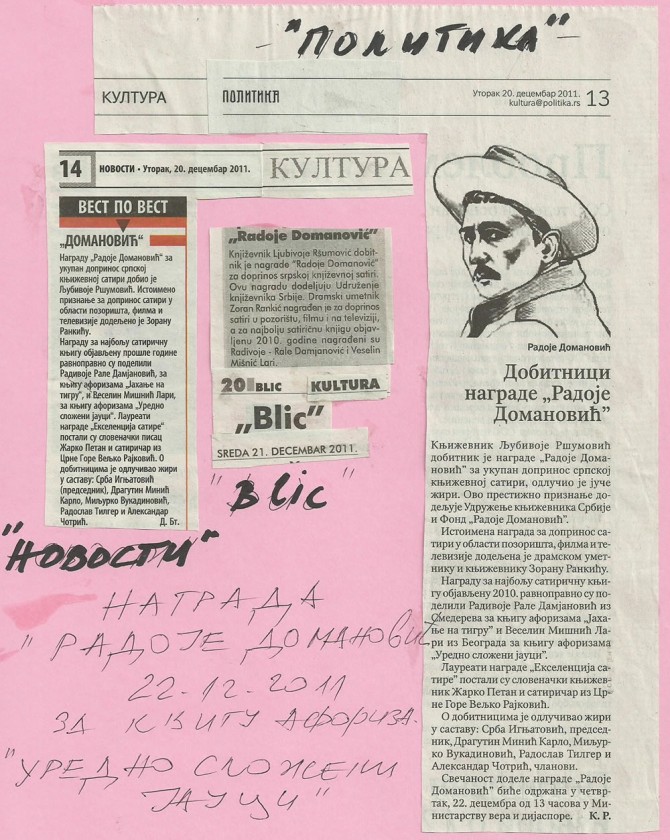 "ПОЛИТИКА"
КУЛТУРА
ПОЛИТИКА
Уторак 20. децембар 2011.
kultura@politika.rs
13
14
НОВОСТИ • Уторак, 20. децембар 2011.
КУЛТУРА
ВЕСТ ПО ВЕСТ
„ДОМАНОВИЋ“
Награду „Радоје Домановић“ за
укупан допринос српској
књижевној сатири добио је
Љубивоје Ршумовић. Истоимено
признање за допринос сатири у
области позоришта, филма и
телевизије додељено је Зорану
Ранкићу.
Награду за најбољу сатиричну
књигу објављену прошле године
равноправно су поделили
Радивоје Рале Дамјановић, за
књигу афоризама „Јахање на
тигру“, и Веселин Мишнић Лари,
за књигу афоризама „Уредно
сложени јауци“. Лауреати
награде „Екселенција сатире“
постали су словеначки писац
Жарко Петан и сатиричар из
Црне Горе Вељко Рајковић. О
добитницима је одлучивао жири
у саставу: Срба Игњатовић
(председник), Драгутин Минић
Карло, Миљурко Вукадиновић,
Радослав Тилгер и Александар
Чотрић.
Д. Бт.
„Radoje Domanović“
Književnik Ljubivoje Ršumović dobit-
nik je nagrade “Radoje Domanović”
za doprinos srpskoj književnoj satiri.
Ovu nagradu dodeljuju Udruženje
književnika Srbije. Dramski umetnik
Zoran Rankić nagrađen je za doprinos
satiri u pozorištu, filmu i na televiziji,
a za najbolju satiričnu knjigu objav-
ljenu 2010. godine nagrađeni su
Radivoje - Rale Damjanović i Veselin
Mišnić Lari.
20 BLIC
KULTURA
„Blic”
SREDA 21. DECEMBAR 2011.
"Blic"
"НОВОСТИ"
Радоје Домановић
Добитници
награде „Радоје
Домановић”
Књижевник Љубивоје Ршумовић
добитник је награде „Радоје Дома-
новић” за укупан допринос српској
књижевној сатири, одлучио је јуче
жири. Ово престижно признање до-
дељује Удружење књижевника Србије
и Фонд „Радоје Домановић”.
Истоимена награда за допринос са-
тири у области позоришта, филма и те-
левизије додељена је драмском умет-
нику и књижевнику Зорану Ранкићу.
Награду за најбољу сатиричну књи-
гу објављену 2010. равноправно су по-
делили Радивоје Рале Дамјановић из
Смедерева за књигу афоризама „Јаха-
ње на тигру” и Веселин Мишнић Ла-
ри из Београда за књигу афоризама
„Уредно сложени јауци”.
Лауреати награде „Екселенција са-
тире” постали су словеначки књижев-
ник Жарко Петан и сатиричар из Цр-
не Горе Вељко Рајковић.
О добитницима је одлучивао жири
у саставу: Срба Игњатовић, председ-
ник, Драгутин Минић Карло, Миљур-
ко Вукадиновић, Радослав Тилгер и
Александар Чотрић, чланови.
Свечаност доделе награде „Радоје
Домановић” биће одржана у четвр-
так, 22. децембра од 13 часова у Ми-
нистарству вера и дијаспоре.
К. Р.
НАГРАДА
"РАДОЈЕ ДОМАНОВИЋ
22.12.2011
ЗА КЊИГУ АФОРИЗА.
"УРЕДНО СЛОЖЕНИ
ЈАУЦИ"